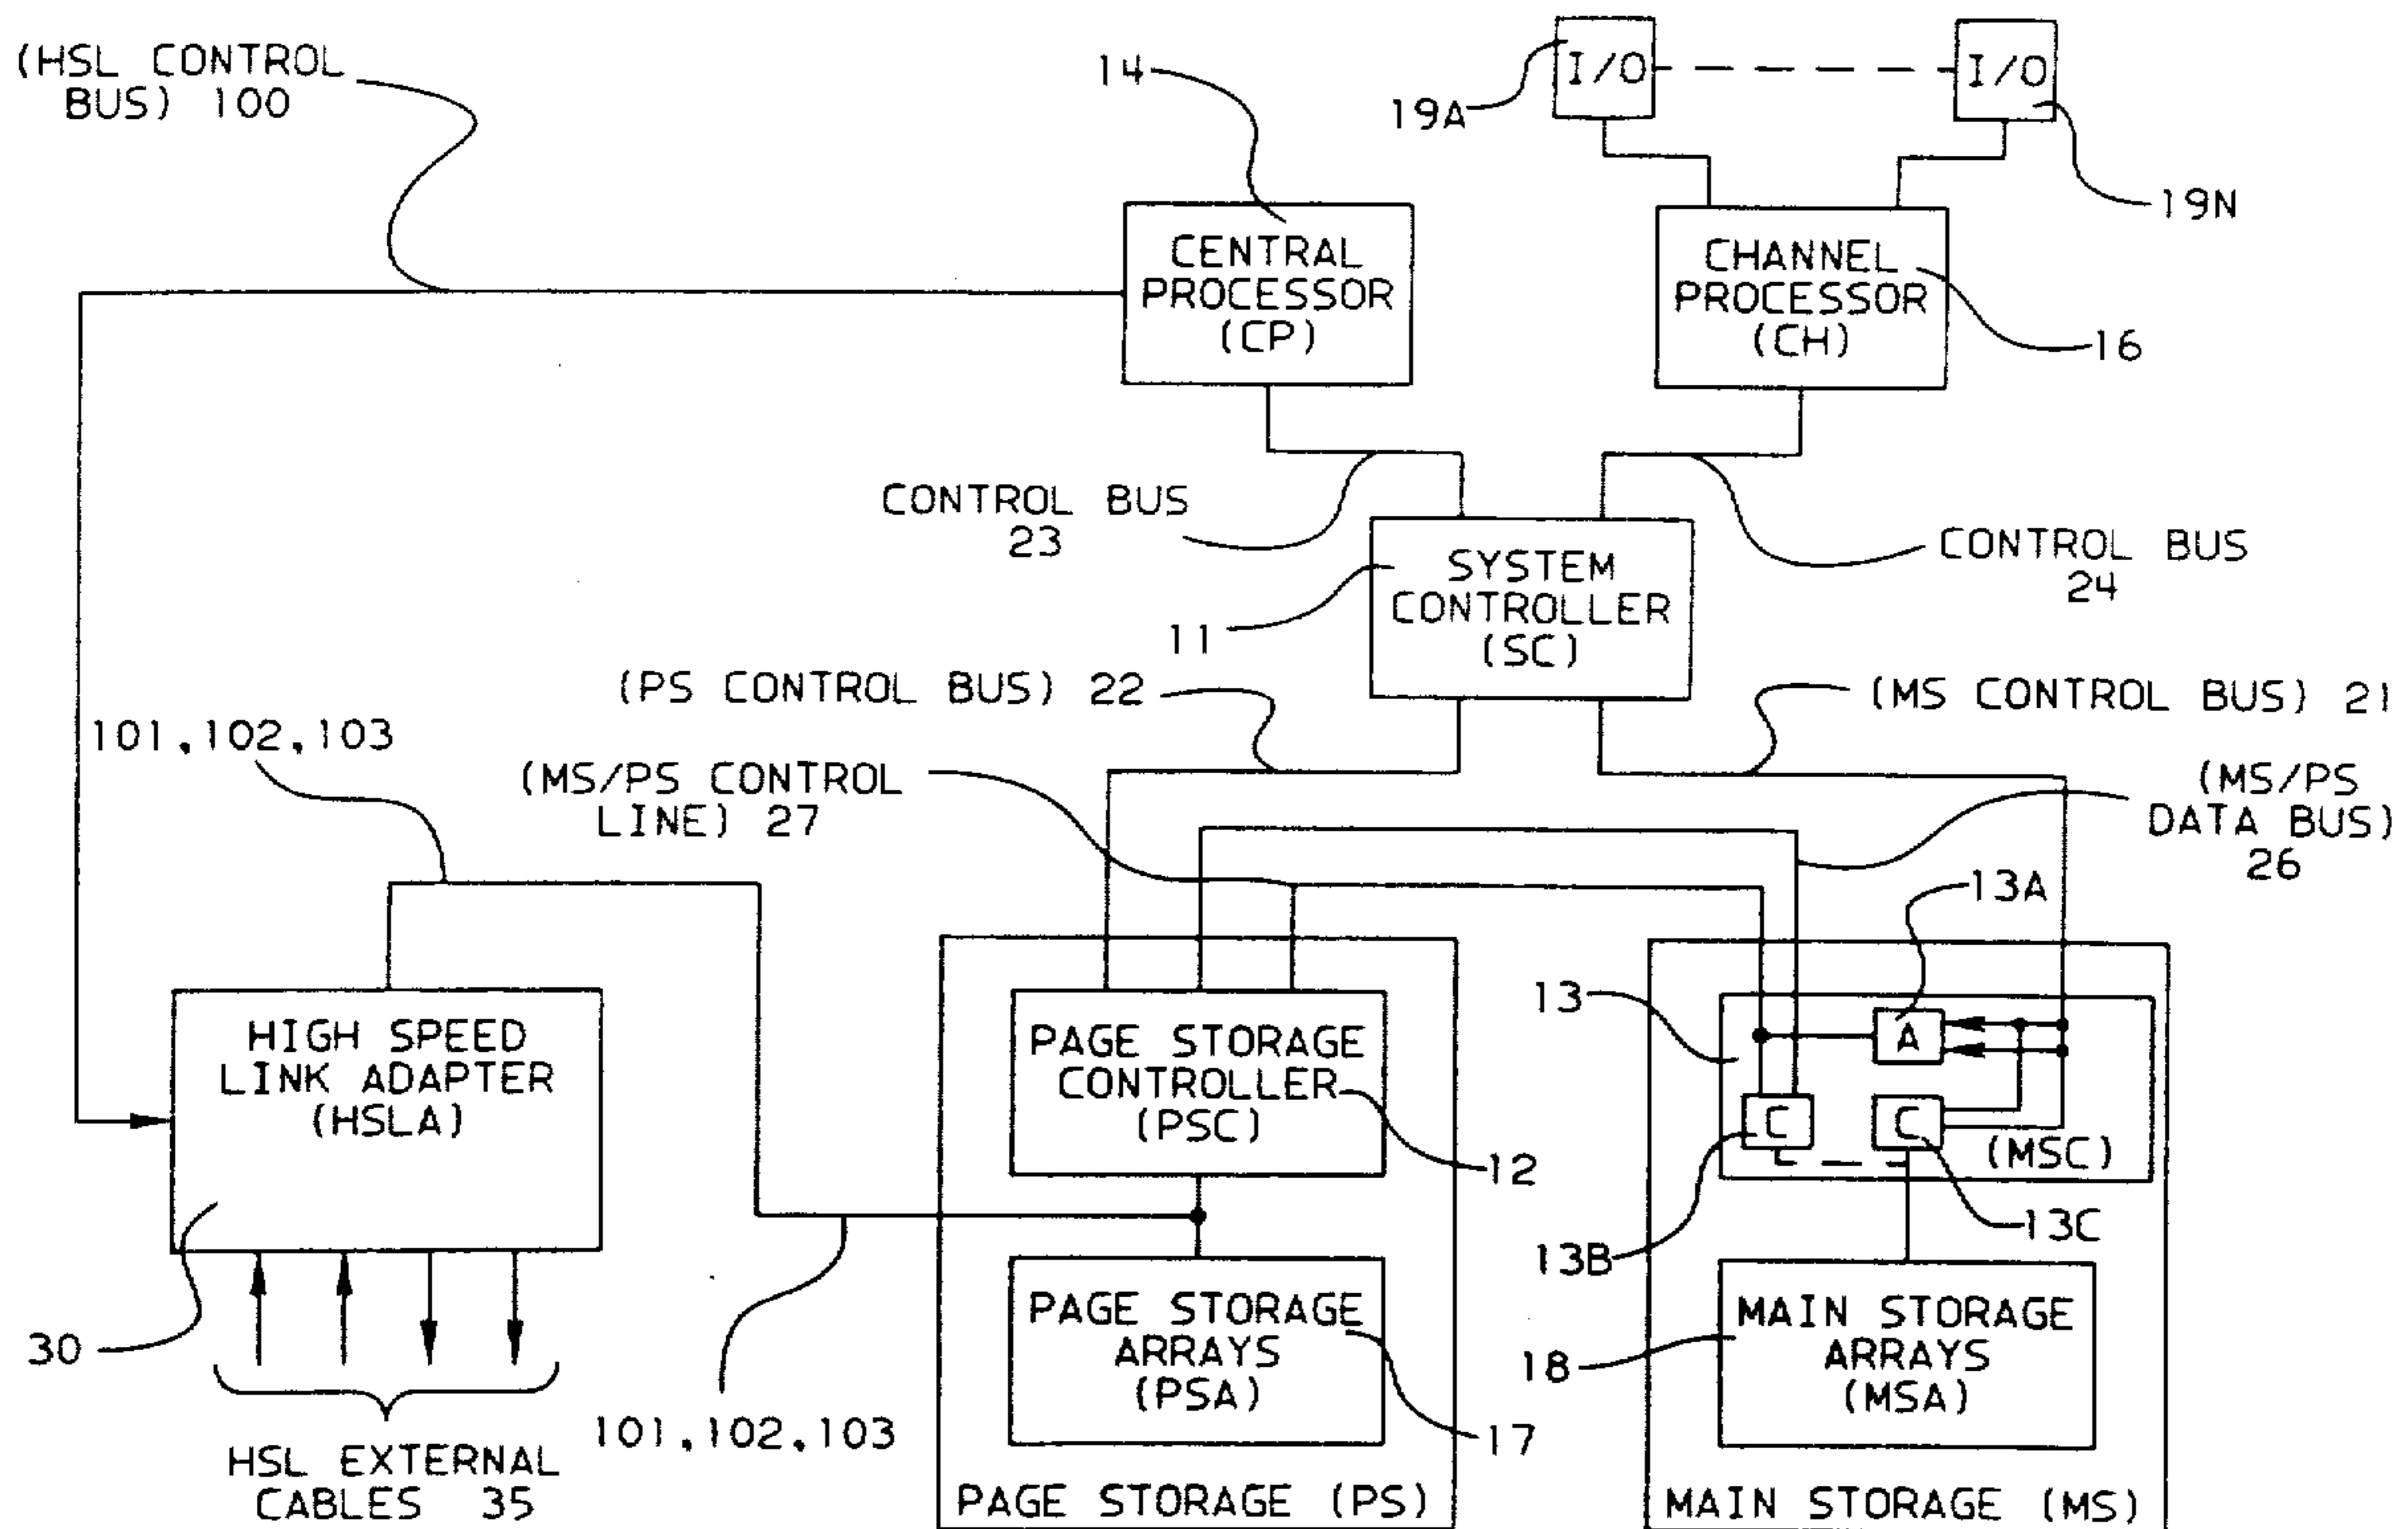 (HSL CONTROL
BUS) 100
14
I/O
I/O
19A
19N
CENTRAL
PROCESSOR
(CP)
CHANNEL
PROCESSOR
(CH)
16
CONTROL BUS
23
CONTROL BUS
24
SYSTEM
CONTROLLER
(SC)
11
(PS CONTROL BUS) 22
(MS CONTROL BUS) 21
101,102,103
(MS/PS CONTROL
LINE) 27
(MS/PS
DATA BUS)
26
13A
13
A
HIGH SPEED
LINK ADAPTER
(HSLA)
PAGE STORAGE
CONTROLLER
(PSC)
12
C
C
(MSC)
13B
13C
30
PAGE STORAGE
ARRAYS
(PSA)
17
18
MAIN STORAGE
ARRAYS
(MSA)
101,102,103
HSL EXTERNAL
CABLES 35
PAGE STORAGE (PS)
MAIN STORAGE (MS)